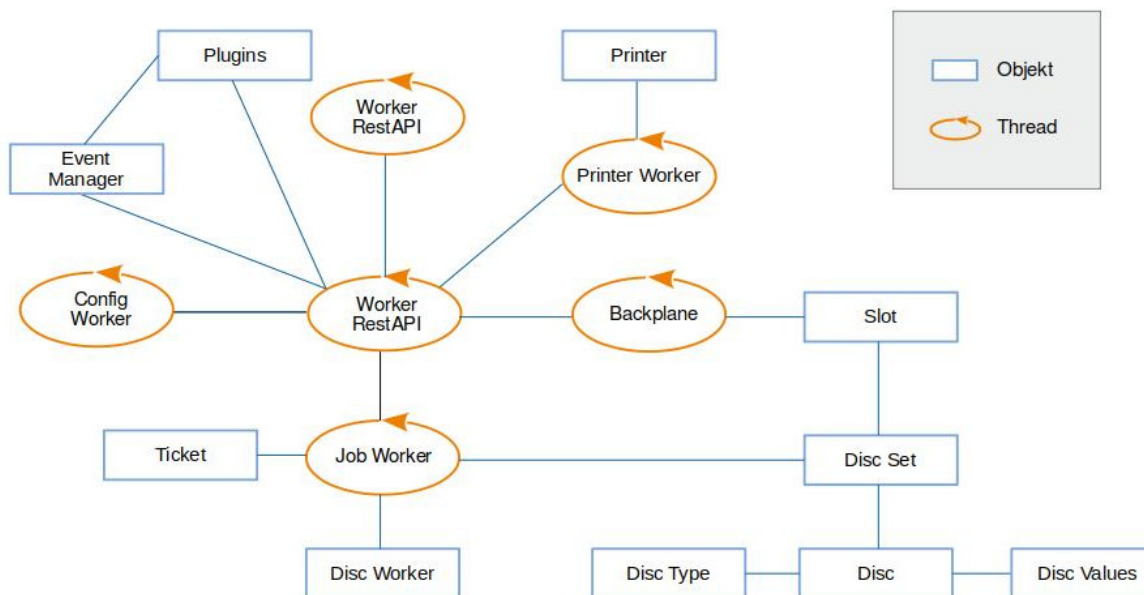 Plugins
Printer
Objekt
Thread
Worker
RestAPI
Event
Manager
Printer Worker
Config
Worker
Worker
RestAPI
Backplane
Slot
Ticket
Job Worker
Disc Set
Disc Worker
Disc Type
Disc
Disc Values